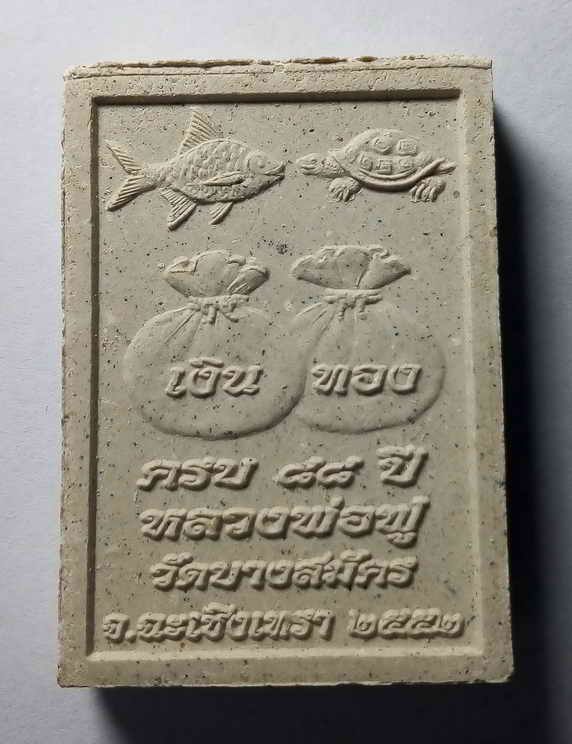 เงิน ทอง
ครบ ๘๘ ปี
หลวงพ่อฟู
วัดบางสมัคร
จ.ฉะเชิงเทรา ๒๕๕๒